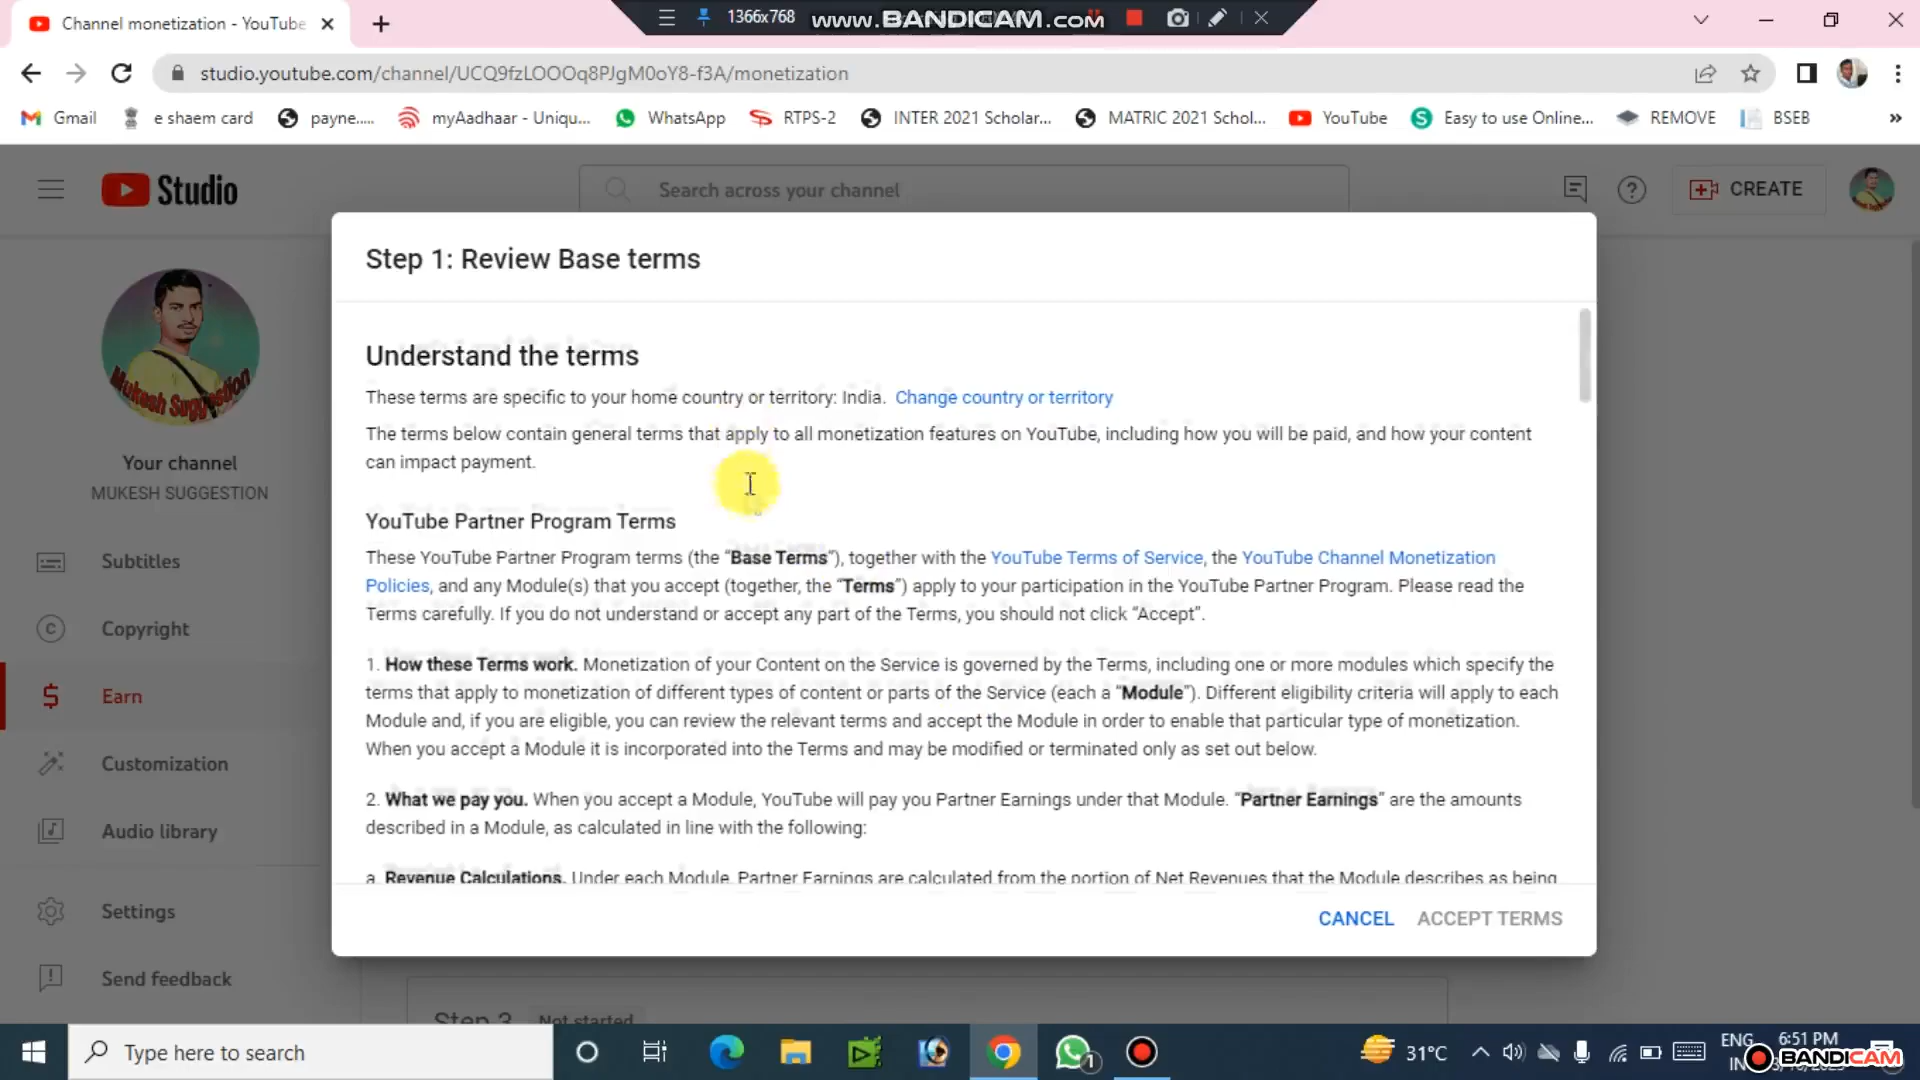 Channel monetization - YouTube
1366x768
www.BANDICAM.com
studio.youtube.com/channel/UCQ9fzLOOOq8PJgM0oY8-f3A/monetization
Gmail
e shaem card
payne.....
myAadhaar - Uniqu...
WhatsApp
RTPS-2
INTER 2021 Scholar...
MATRIC 2021 Schol...
YouTube
Easy to use Online...
REMOVE
BSEB
»
Studio
Search across your channel
CREATE
Step 1: Review Base terms
Mukesh Suggestion
Your channel
MUKESH SUGGESTION
Subtitles
Copyright
Earn
Customization
Audio library
Settings
Send feedback
Understand the terms
These terms are specific to your home country or territory: India. Change country or territory
The terms below contain general terms that apply to all monetization features on YouTube, including how you will be paid, and how your content
can impact payment.
YouTube Partner Program Terms
These YouTube Partner Program terms (the “Base Terms”), together with the YouTube Terms of Service, the YouTube Channel Monetization
Policies, and any Module(s) that you accept (together, the “Terms”) apply to your participation in the YouTube Partner Program. Please read the
Terms carefully. If you do not understand or accept any part of the Terms, you should not click “Accept”.
1. How these Terms work. Monetization of your Content on the Service is governed by the Terms, including one or more modules which specify the
terms that apply to monetization of different types of content or parts of the Service (each a “Module”). Different eligibility criteria will apply to each
Module and, if you are eligible, you can review the relevant terms and accept the Module in order to enable that particular type of monetization.
When you accept a Module it is incorporated into the Terms and may be modified or terminated only as set out below.
2. What we pay you. When you accept a Module, YouTube will pay you Partner Earnings under that Module. “Partner Earnings” are the amounts
described in a Module, as calculated in line with the following:
a. Revenue Calculations. Under each Module, Partner Earnings are calculated from the portion of Net Revenues that the Module describes as being
CANCEL
ACCEPT TERMS
Step 3
Not started
Type here to search
1
31°C
ENG
6:51 PM
BANDICAM